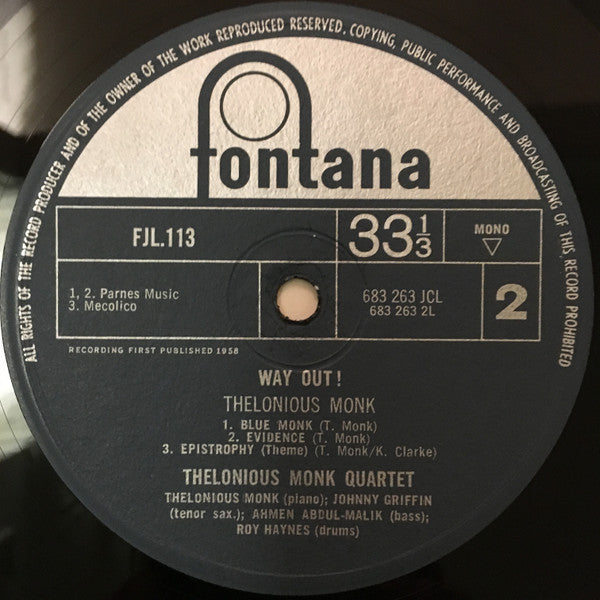 ALL RIGHTS OF THE RECORD PRODUCER AND OF THE OWNER OF THE WORK REPRODUCED RESERVED. COPYING, PUBLIC PERFORMANCE AND BROADCASTING OF THIS RECORD PROHIBITED
fontana
FJL.113
33⅓
MONO
1, 2. Parnes Music
3. Mecolico
683 263 JCL
683 263 2L
2
RECORDING FIRST PUBLISHED 1958
WAY OUT!
THELONIOUS MONK
1. BLUE MONK (T. Monk)
2. EVIDENCE (T. Monk)
3. EPISTROPHY (Theme) (T. Monk/K. Clarke)
THELONIOUS MONK QUARTET
THELONIOUS MONK (piano); JOHNNY GRIFFIN
(tenor sax.); AHMEN ABDUL-MALIK (bass);
ROY HAYNES (drums)